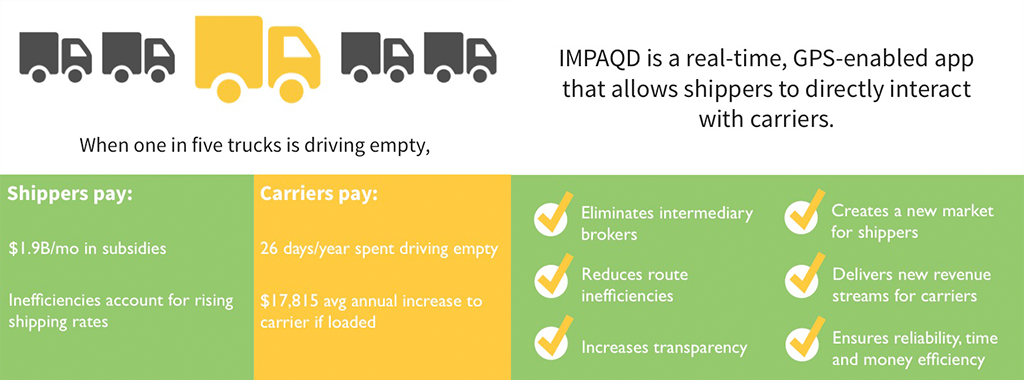 When one in five trucks is driving empty,
IMPAQD is a real-time, GPS-enabled app
that allows shippers to directly interact
with carriers.
Shippers pay:
$1.9B/mo in subsidies
Inefficiencies account for rising
shipping rates
Carriers pay:
26 days/year spent driving empty
$17,815 avg annual increase to
carrier if loaded
Eliminates intermediary
brokers
Reduces route
inefficiencies
Increases transparency
Creates a new market
for shippers
Delivers new revenue
streams for carriers
Ensures reliability, time
and money efficiency